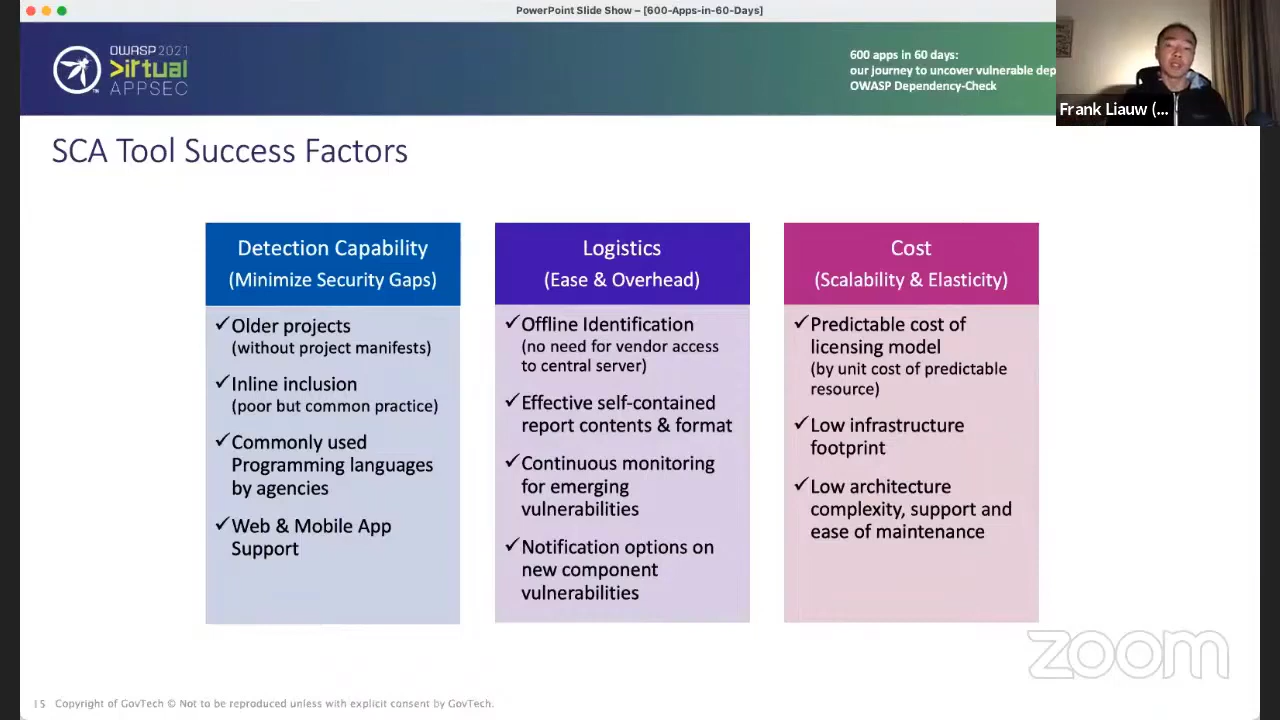 PowerPoint Slide Show – [600-Apps-in-60-Days]
OWASP 2021
>irtual
APPSEC
600 apps in 60 days:
our journey to uncover vulnerable dep
OWASP Dependency-Check
Frank Liauw (...
SCA Tool Success Factors
Detection Capability
(Minimize Security Gaps)
✓Older projects
(without project manifests)
✓Inline inclusion
(poor but common practice)
✓Commonly used
Programming languages
by agencies
✓Web & Mobile App
Support
Logistics
(Ease & Overhead)
✓Offline Identification
(no need for vendor access
to central server)
✓Effective self-contained
report contents & format
✓Continuous monitoring
for emerging
vulnerabilities
✓Notification options on
new component
vulnerabilities
Cost
(Scalability & Elasticity)
✓Predictable cost of
licensing model
(by unit cost of predictable
resource)
✓Low infrastructure
footprint
✓Low architecture
complexity, support and
ease of maintenance
zoom
15 Copyright of GovTech © Not to be reproduced unless with explicit consent by GovTech.